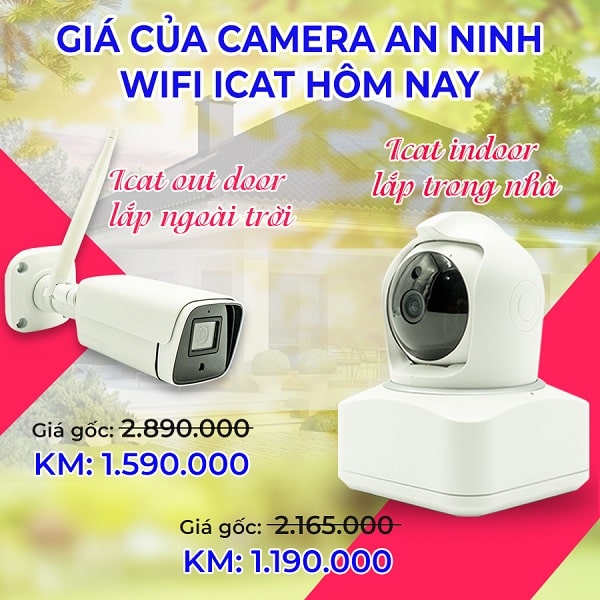 GIÁ CỦA CAMERA AN NINH
WIFI ICAT HÔM NAY
Icat out door
lắp ngoài trời
Icat indoor
lắp trong nhà
Giá gốc: 2.890.000
KM: 1.590.000
Giá gốc: 2.165.000
KM: 1.190.000